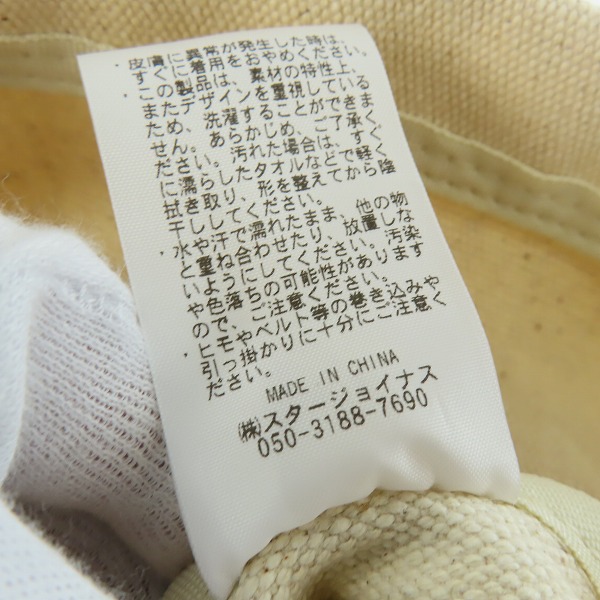 ・皮膚に異常が発生した時は、
すぐに着用をおやめください。
・この製品は、素材の特性上、
またデザインを重視している
ため、洗濯することができま
せん。あらかじめ、ご了承く
ださい。汚れた場合は、すぐ
に濡らしたタオルなどで軽く
拭き取り、形を整えてから陰
干ししてください。
・水や汗で濡れたまま、他の物
と重ね合わせたり、放置しな
いようにしてください。汚染
や色落ちの可能性があります
ので、ご注意ください。
・ヒモやベルト等の巻き込みや
引っ掛かりに十分にご注意く
ださい。
MADE IN CHINA
㈱スタージョイナス
050-3188-7690